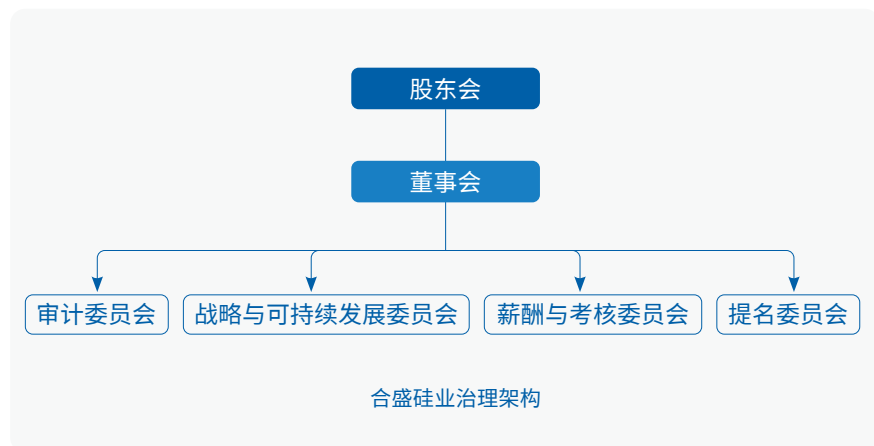 股东会
董事会
审计委员会
战略与可持续发展委员会
薪酬与考核委员会
提名委员会
合盛硅业治理架构